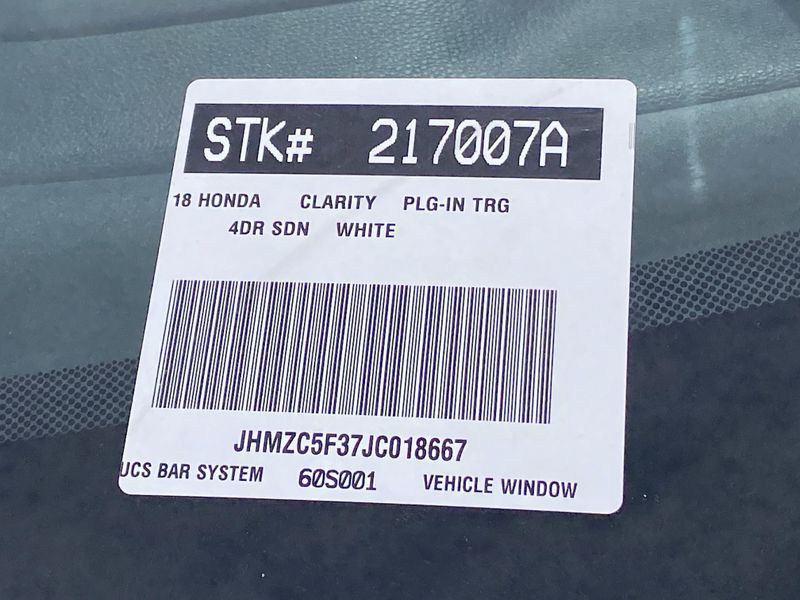 STK# 217007A
18 HONDA CLARITY PLG-IN TRG
4DR SDN WHITE
JHMZC5F37JC018667
UCS BAR SYSTEM 60S001 VEHICLE WINDOW